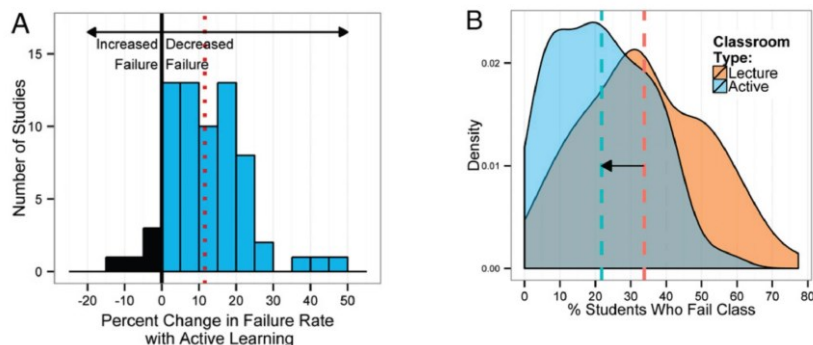 A
Increased Decreased
Failure Failure
15
10
5
0
Number of Studies
-20 -10 0 10 20 30 40 50
Percent Change in Failure Rate
with Active Learning
B
Classroom
Type:
Lecture
Active
0.02
0.01
0.00
Density
0 10 20 30 40 50 60 70 80
% Students Who Fail Class